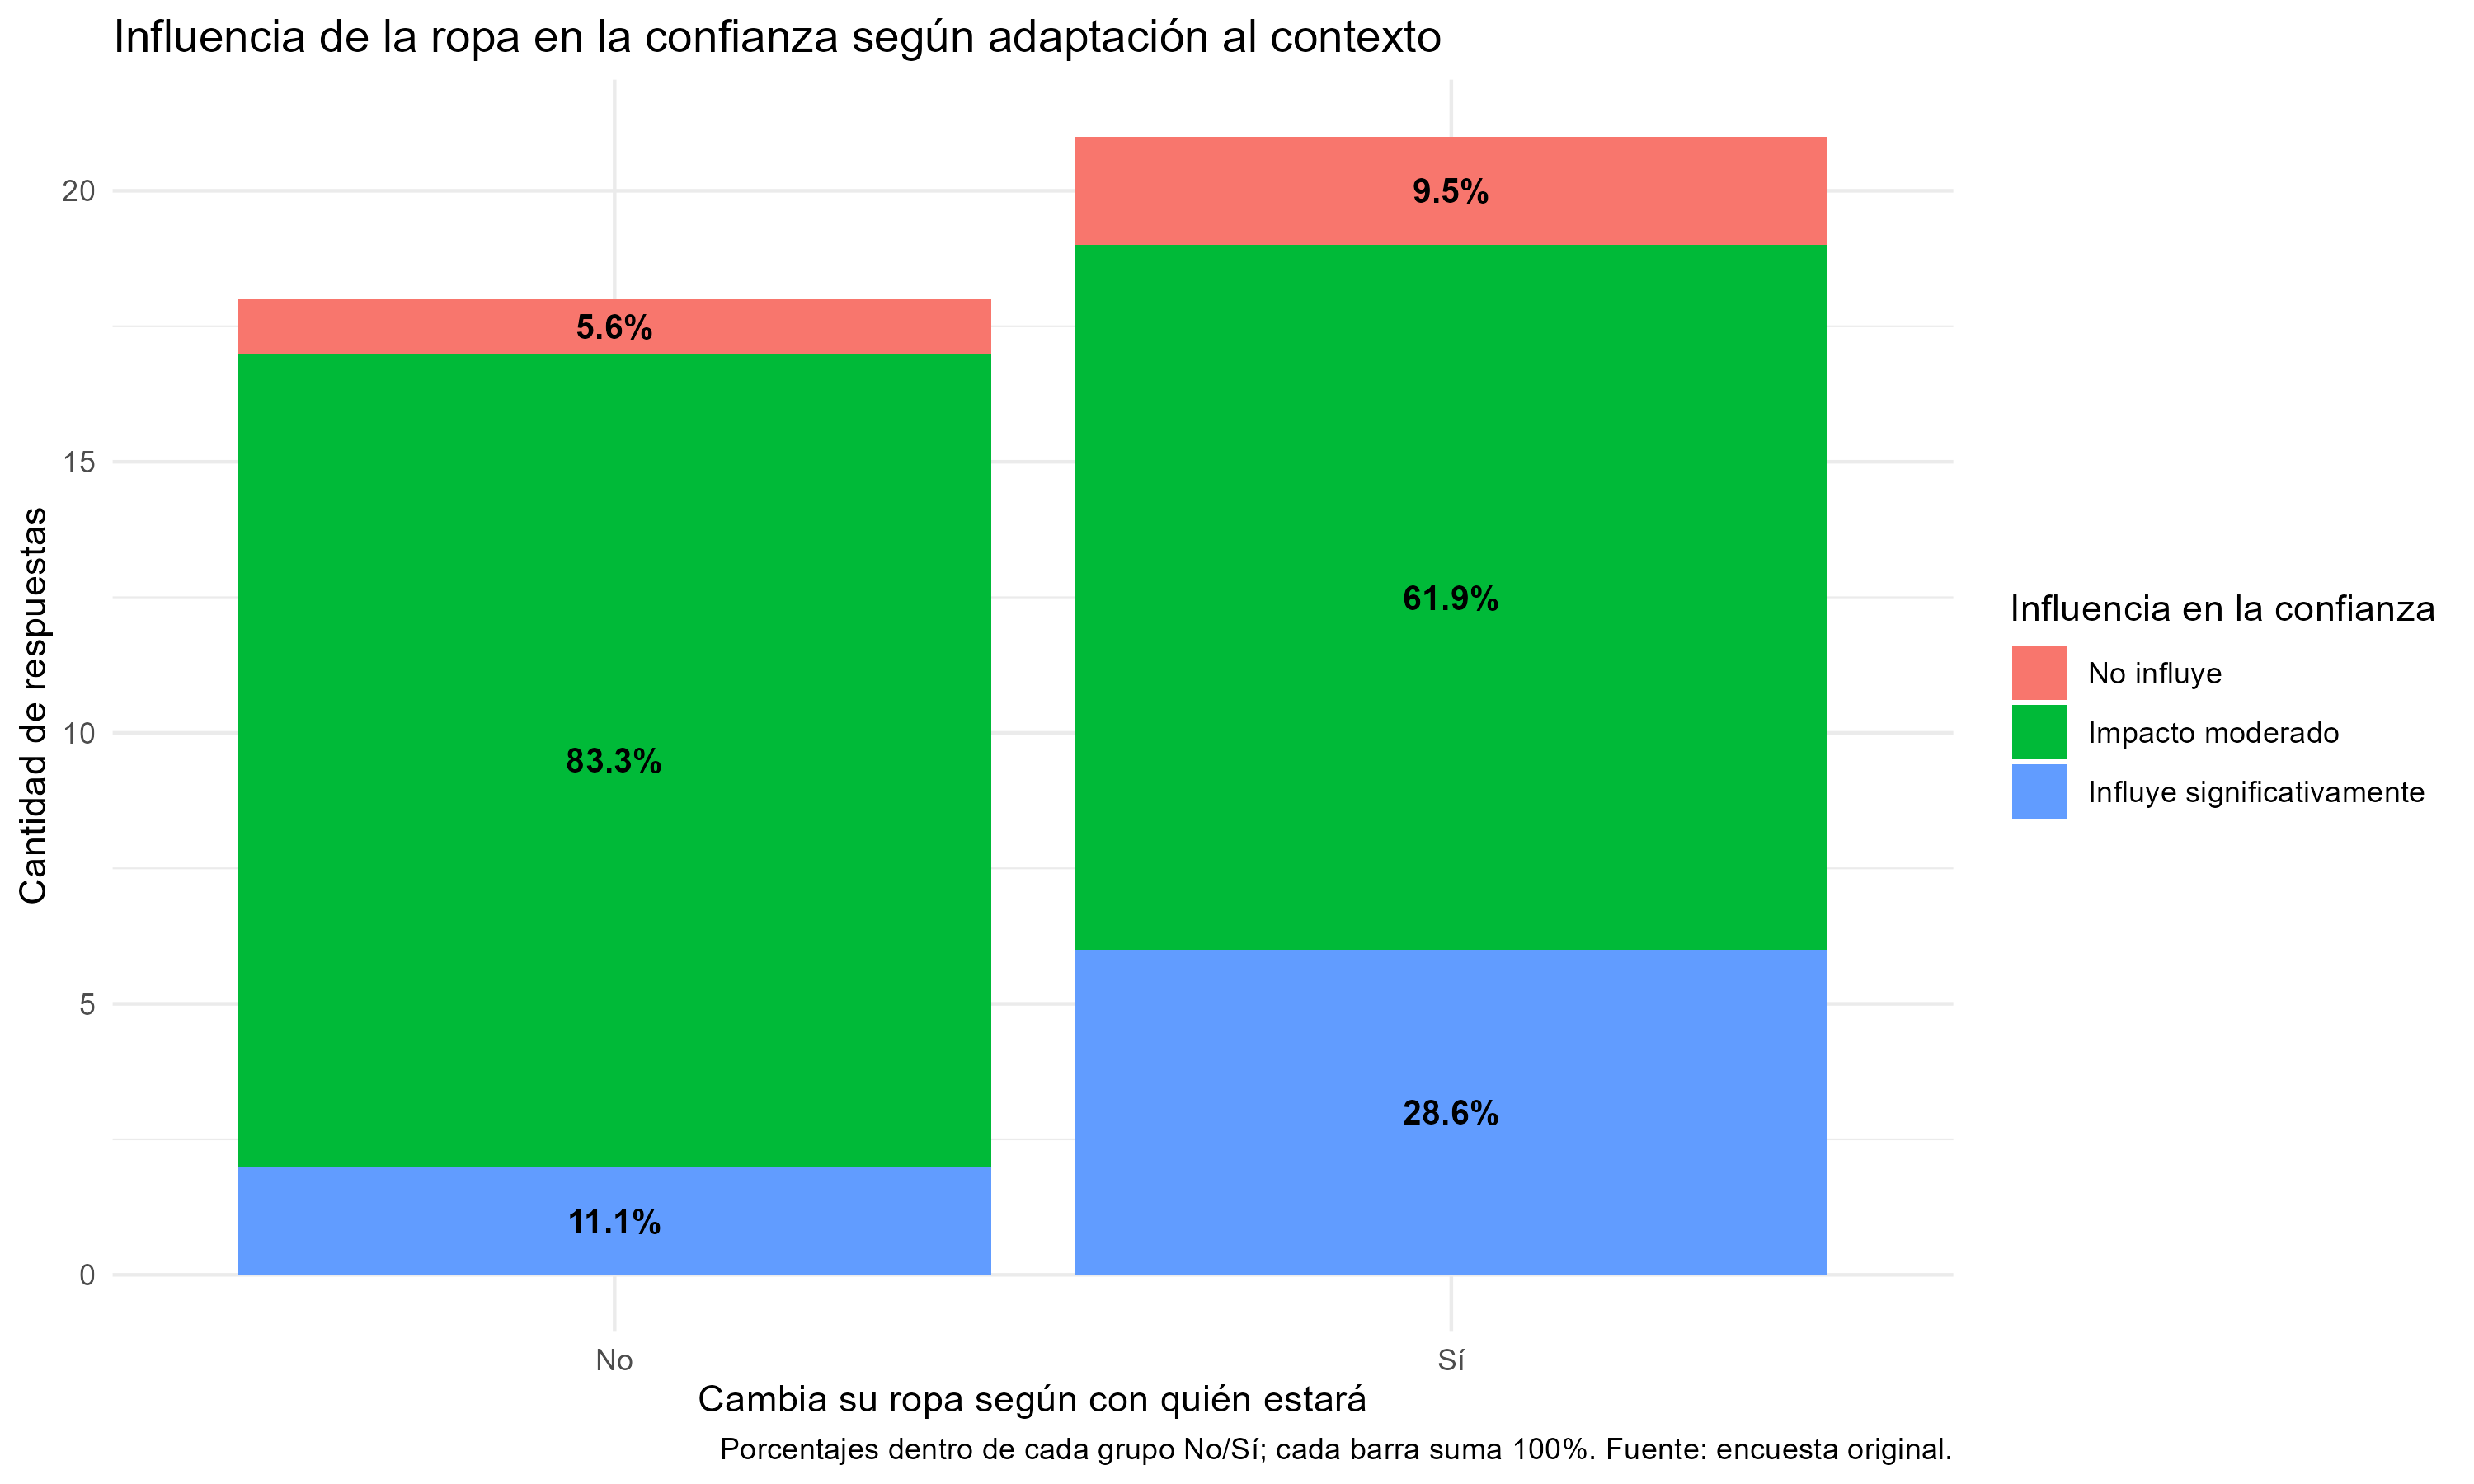 Influencia de la ropa en la confianza según adaptación al contexto
Cantidad de respuestas
20
15
10
5
0
5.6%
83.3%
11.1%
9.5%
61.9%
28.6%
No
Sí
Cambia su ropa según con quién estará
Influencia en la confianza
No influye
Impacto moderado
Influye significativamente
Porcentajes dentro de cada grupo No/Sí; cada barra suma 100%. Fuente: encuesta original.